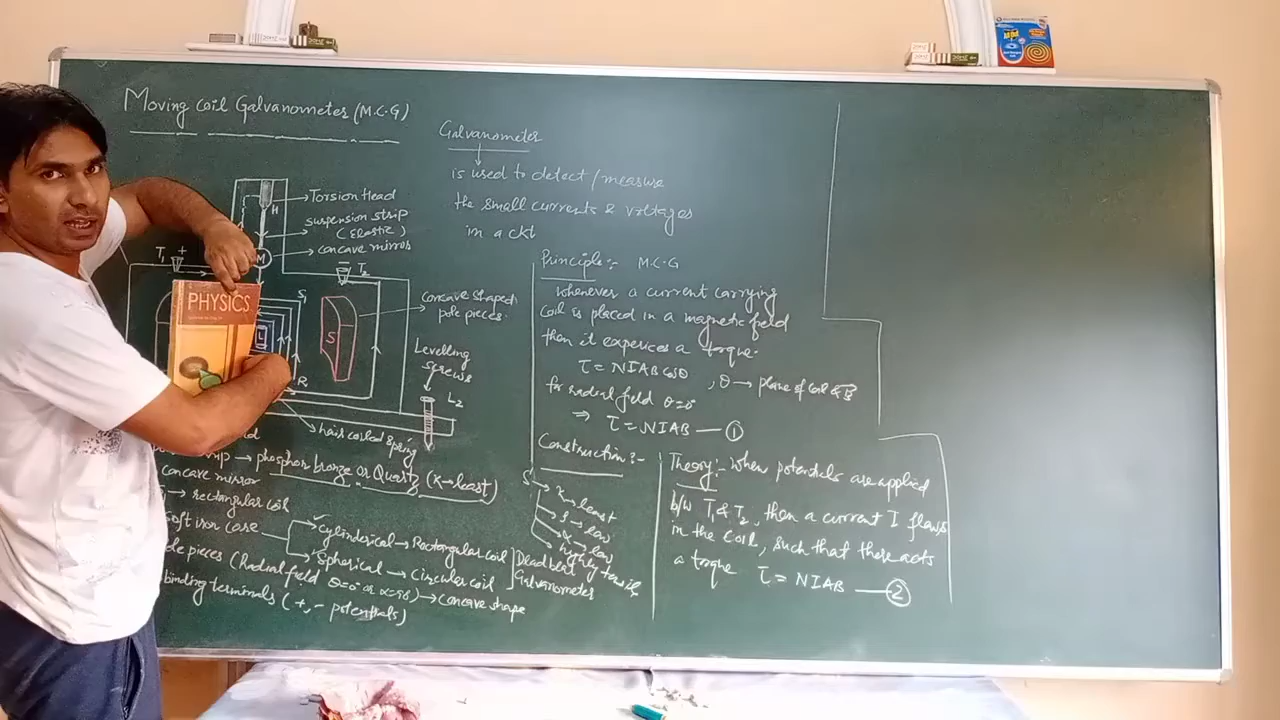 Moving coil Galvanometer (M.C.G)
Galvanometer
is used to detect/measure
the small currents & voltages
in a ckt
Torsion Head
H
suspension strip
(Elastic)
M
concave mirror
T1 +
- T2
PHYSICS
S1
L
S
R
concave shaped
pole pieces.
Levelling
screws
L2
hair coiled spring
Principle:- M.C.G
whenever a current carrying
coil is placed in a magnetic field
then it experices a torque.
τ = NIABcosθ , θ → plane of coil & B
for radial field θ=0°
⇒ τ = NIAB — ①
Construction:-
→ phosphor bronze or Quartz (K→least)
concave mirror
→ rectangular coil
Soft iron core
cylinderical → Rectangular coil
Spherical → Circular coil
Dead beat
Galvanometer
pole pieces (Radial field θ=0° or α=90) → concave shape
binding terminals (+, - potentials)
S
K → least
S → low
α → low
highly tensile
Theory:- when potentials are applied
b/w T1 & T2, then a current I flows
in the coil, such that there acts
a torque τ = NIAB — ②